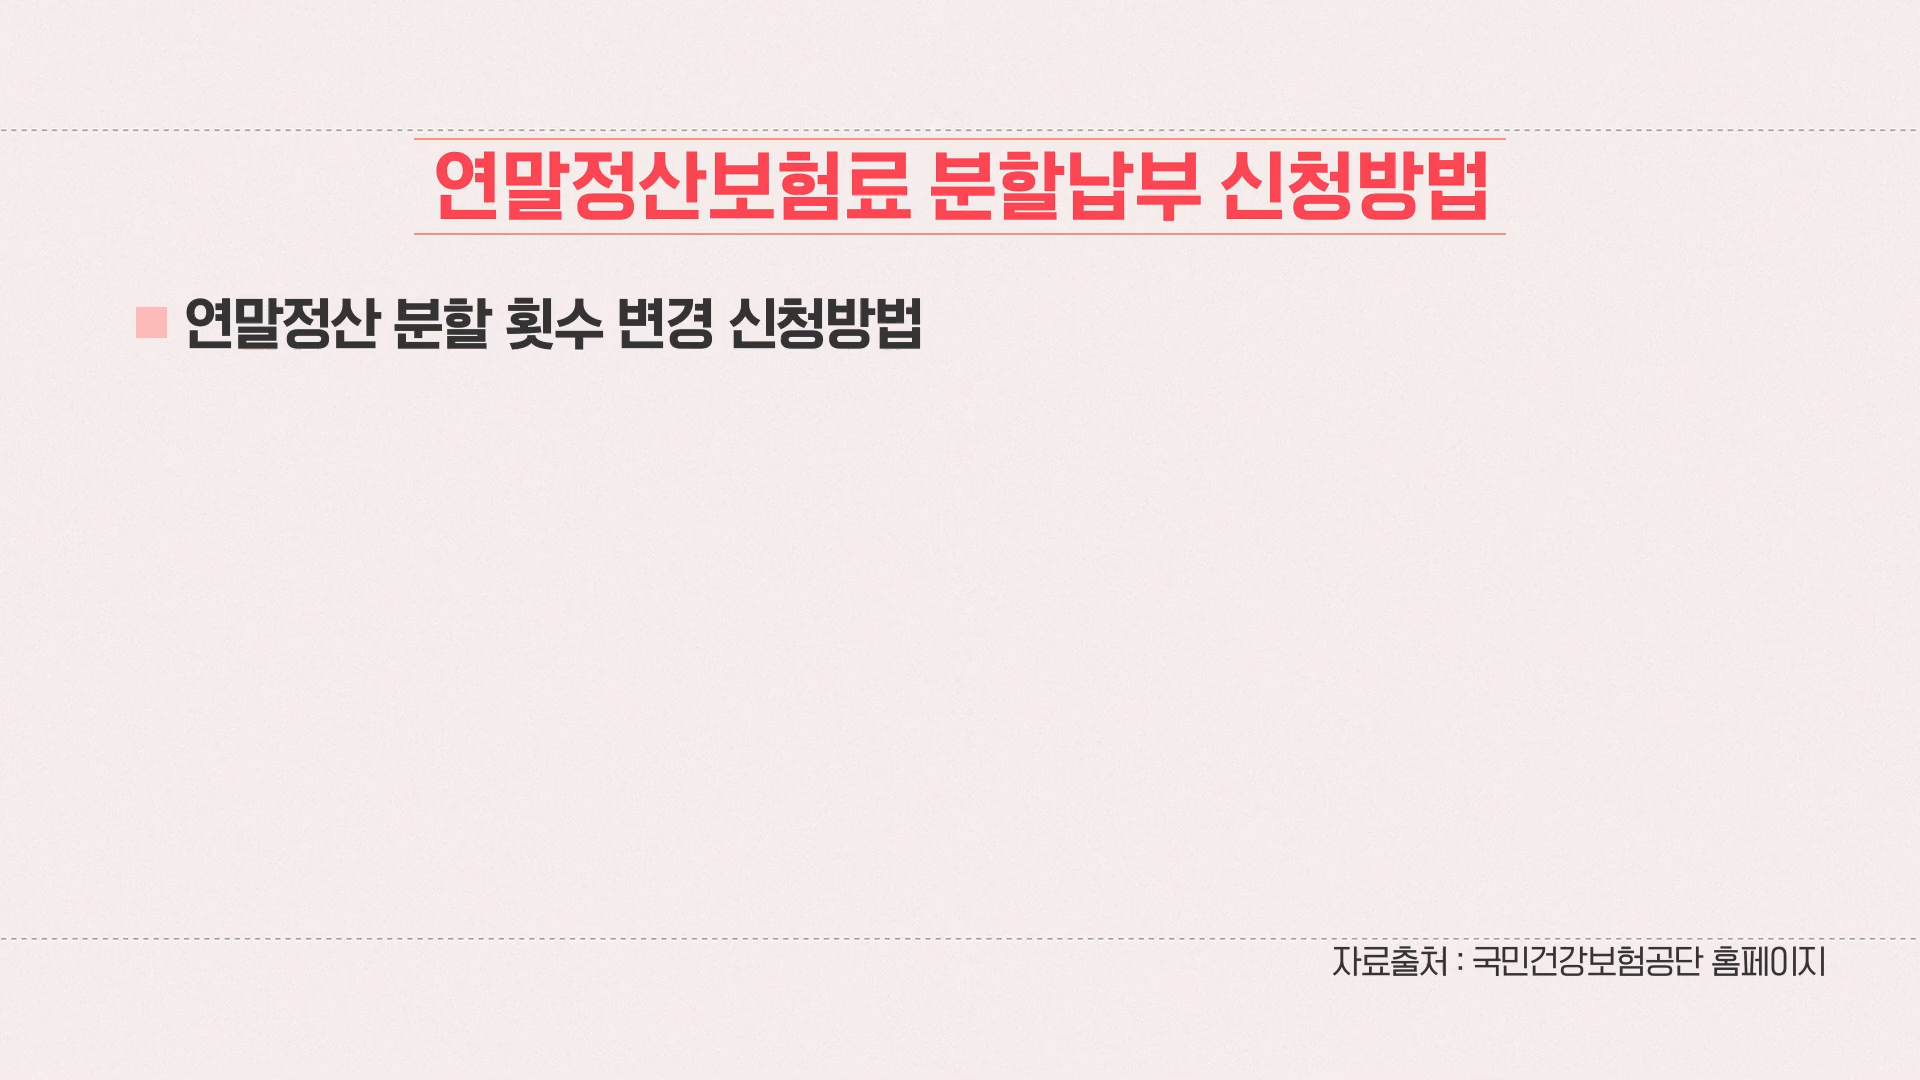 연말정산보험료 분할납부 신청방법
연말정산 분할 횟수 변경 신청방법
자료출처 : 국민건강보험공단 홈페이지